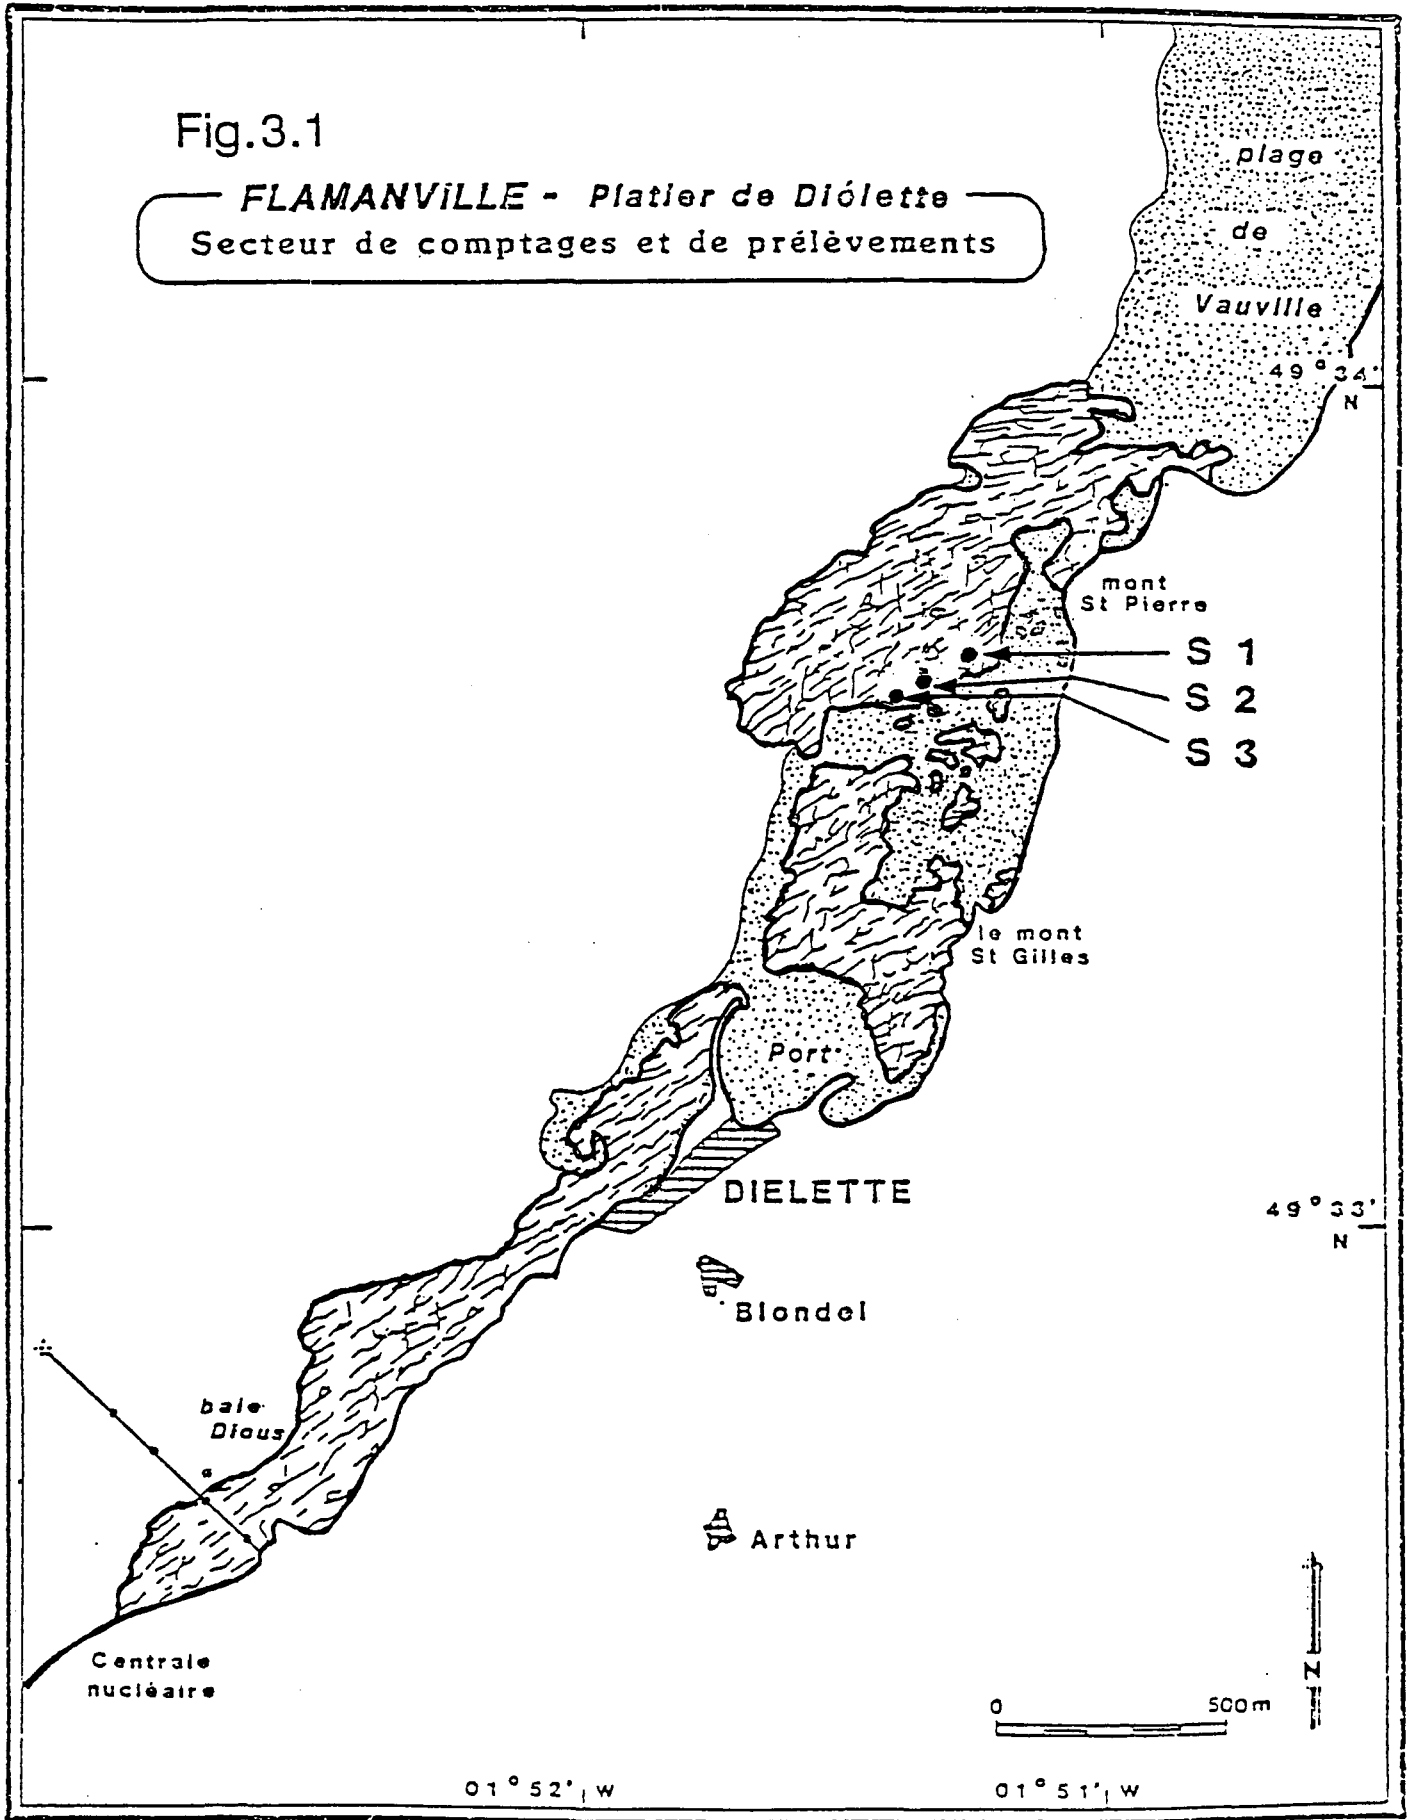 Fig.3.1
FLAMANViLLE - Platier de Diélette
Secteur de comptages et de prélèvements
plage
de
Vauville
49° 34'
N
mont
St Pierre
S 1
S 2
S 3
le mont
St Gilles
Port
DIELETTE
49° 33'
N
Blondel
baie
Dious
Arthur
Centrale
nucléaire
N
0 500m
01° 52' W
01° 51' W